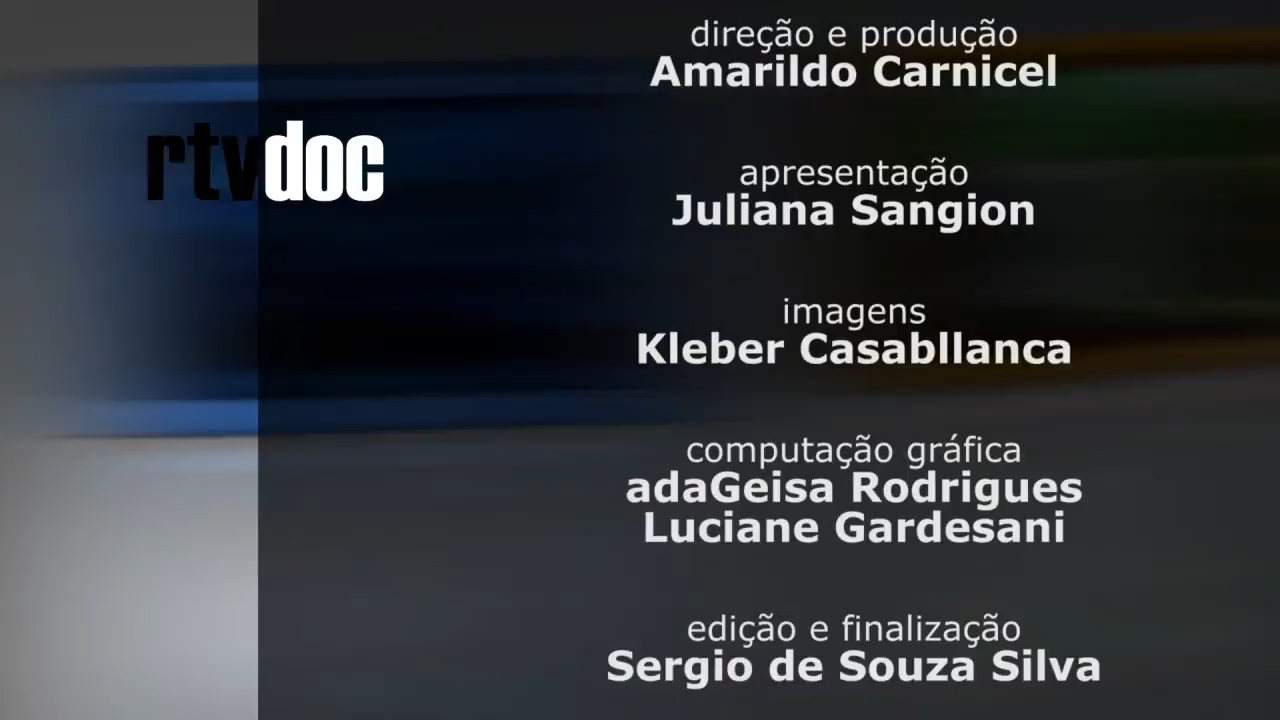 direção e produção
Amarildo Carnicel
rtvdoc
apresentação
Juliana Sangion
imagens
Kleber Casabllanca
computação gráfica
adaGeisa Rodrigues
Luciane Gardesani
edição e finalização
Sergio de Souza Silva